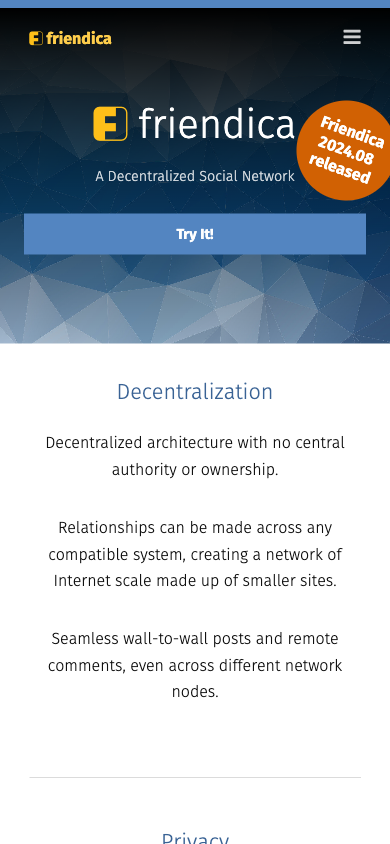 friendica
friendica
Friendica
2024.08
released
A Decentralized Social Network
Try It!
Decentralization
Decentralized architecture with no central
authority or ownership.
Relationships can be made across any
compatible system, creating a network of
Internet scale made up of smaller sites.
Seamless wall-to-wall posts and remote
comments, even across different network
nodes.
Privacy